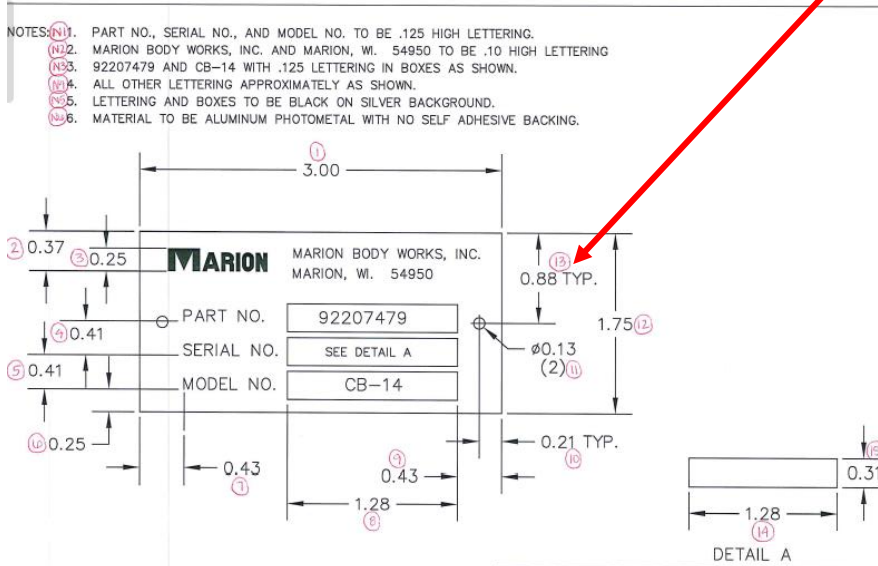 NOTES: N1 1. PART NO., SERIAL NO., AND MODEL NO. TO BE .125 HIGH LETTERING.
N2 2. MARION BODY WORKS, INC. AND MARION, WI. 54950 TO BE .10 HIGH LETTERING
N3 3. 92207479 AND CB-14 WITH .125 LETTERING IN BOXES AS SHOWN.
N4 4. ALL OTHER LETTERING APPROXIMATELY AS SHOWN.
N5 5. LETTERING AND BOXES TO BE BLACK ON SILVER BACKGROUND.
N6 6. MATERIAL TO BE ALUMINUM PHOTOMETAL WITH NO SELF ADHESIVE BACKING.
1
3.00
2 0.37
3 0.25
MARION
MARION BODY WORKS, INC.
MARION, WI. 54950
13
0.88 TYP.
4 0.41
PART NO.
92207479
1.75 12
5 0.41
SERIAL NO.
SEE DETAIL A
ø0.13
(2) 11
MODEL NO.
CB-14
6 0.25
0.21 TYP.
10
0.43
7
9
0.43
1.28
8
15
0.31
1.28
14
DETAIL A